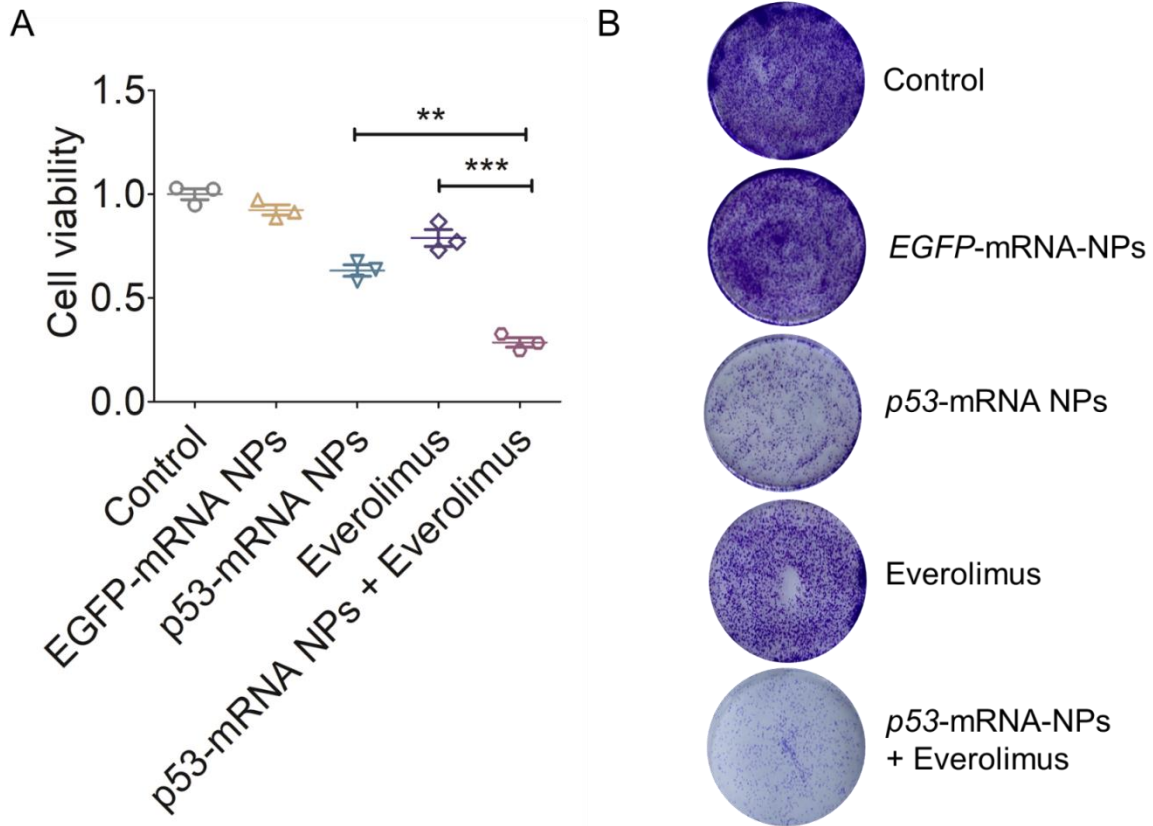 A
Cell viability
1.5
1.0
0.5
0.0
**
***
Control
EGFP-mRNA NPs
p53-mRNA NPs
Everolimus
p53-mRNA NPs + Everolimus
B
Control
EGFP-mRNA-NPs
p53-mRNA NPs
Everolimus
p53-mRNA-NPs
+ Everolimus